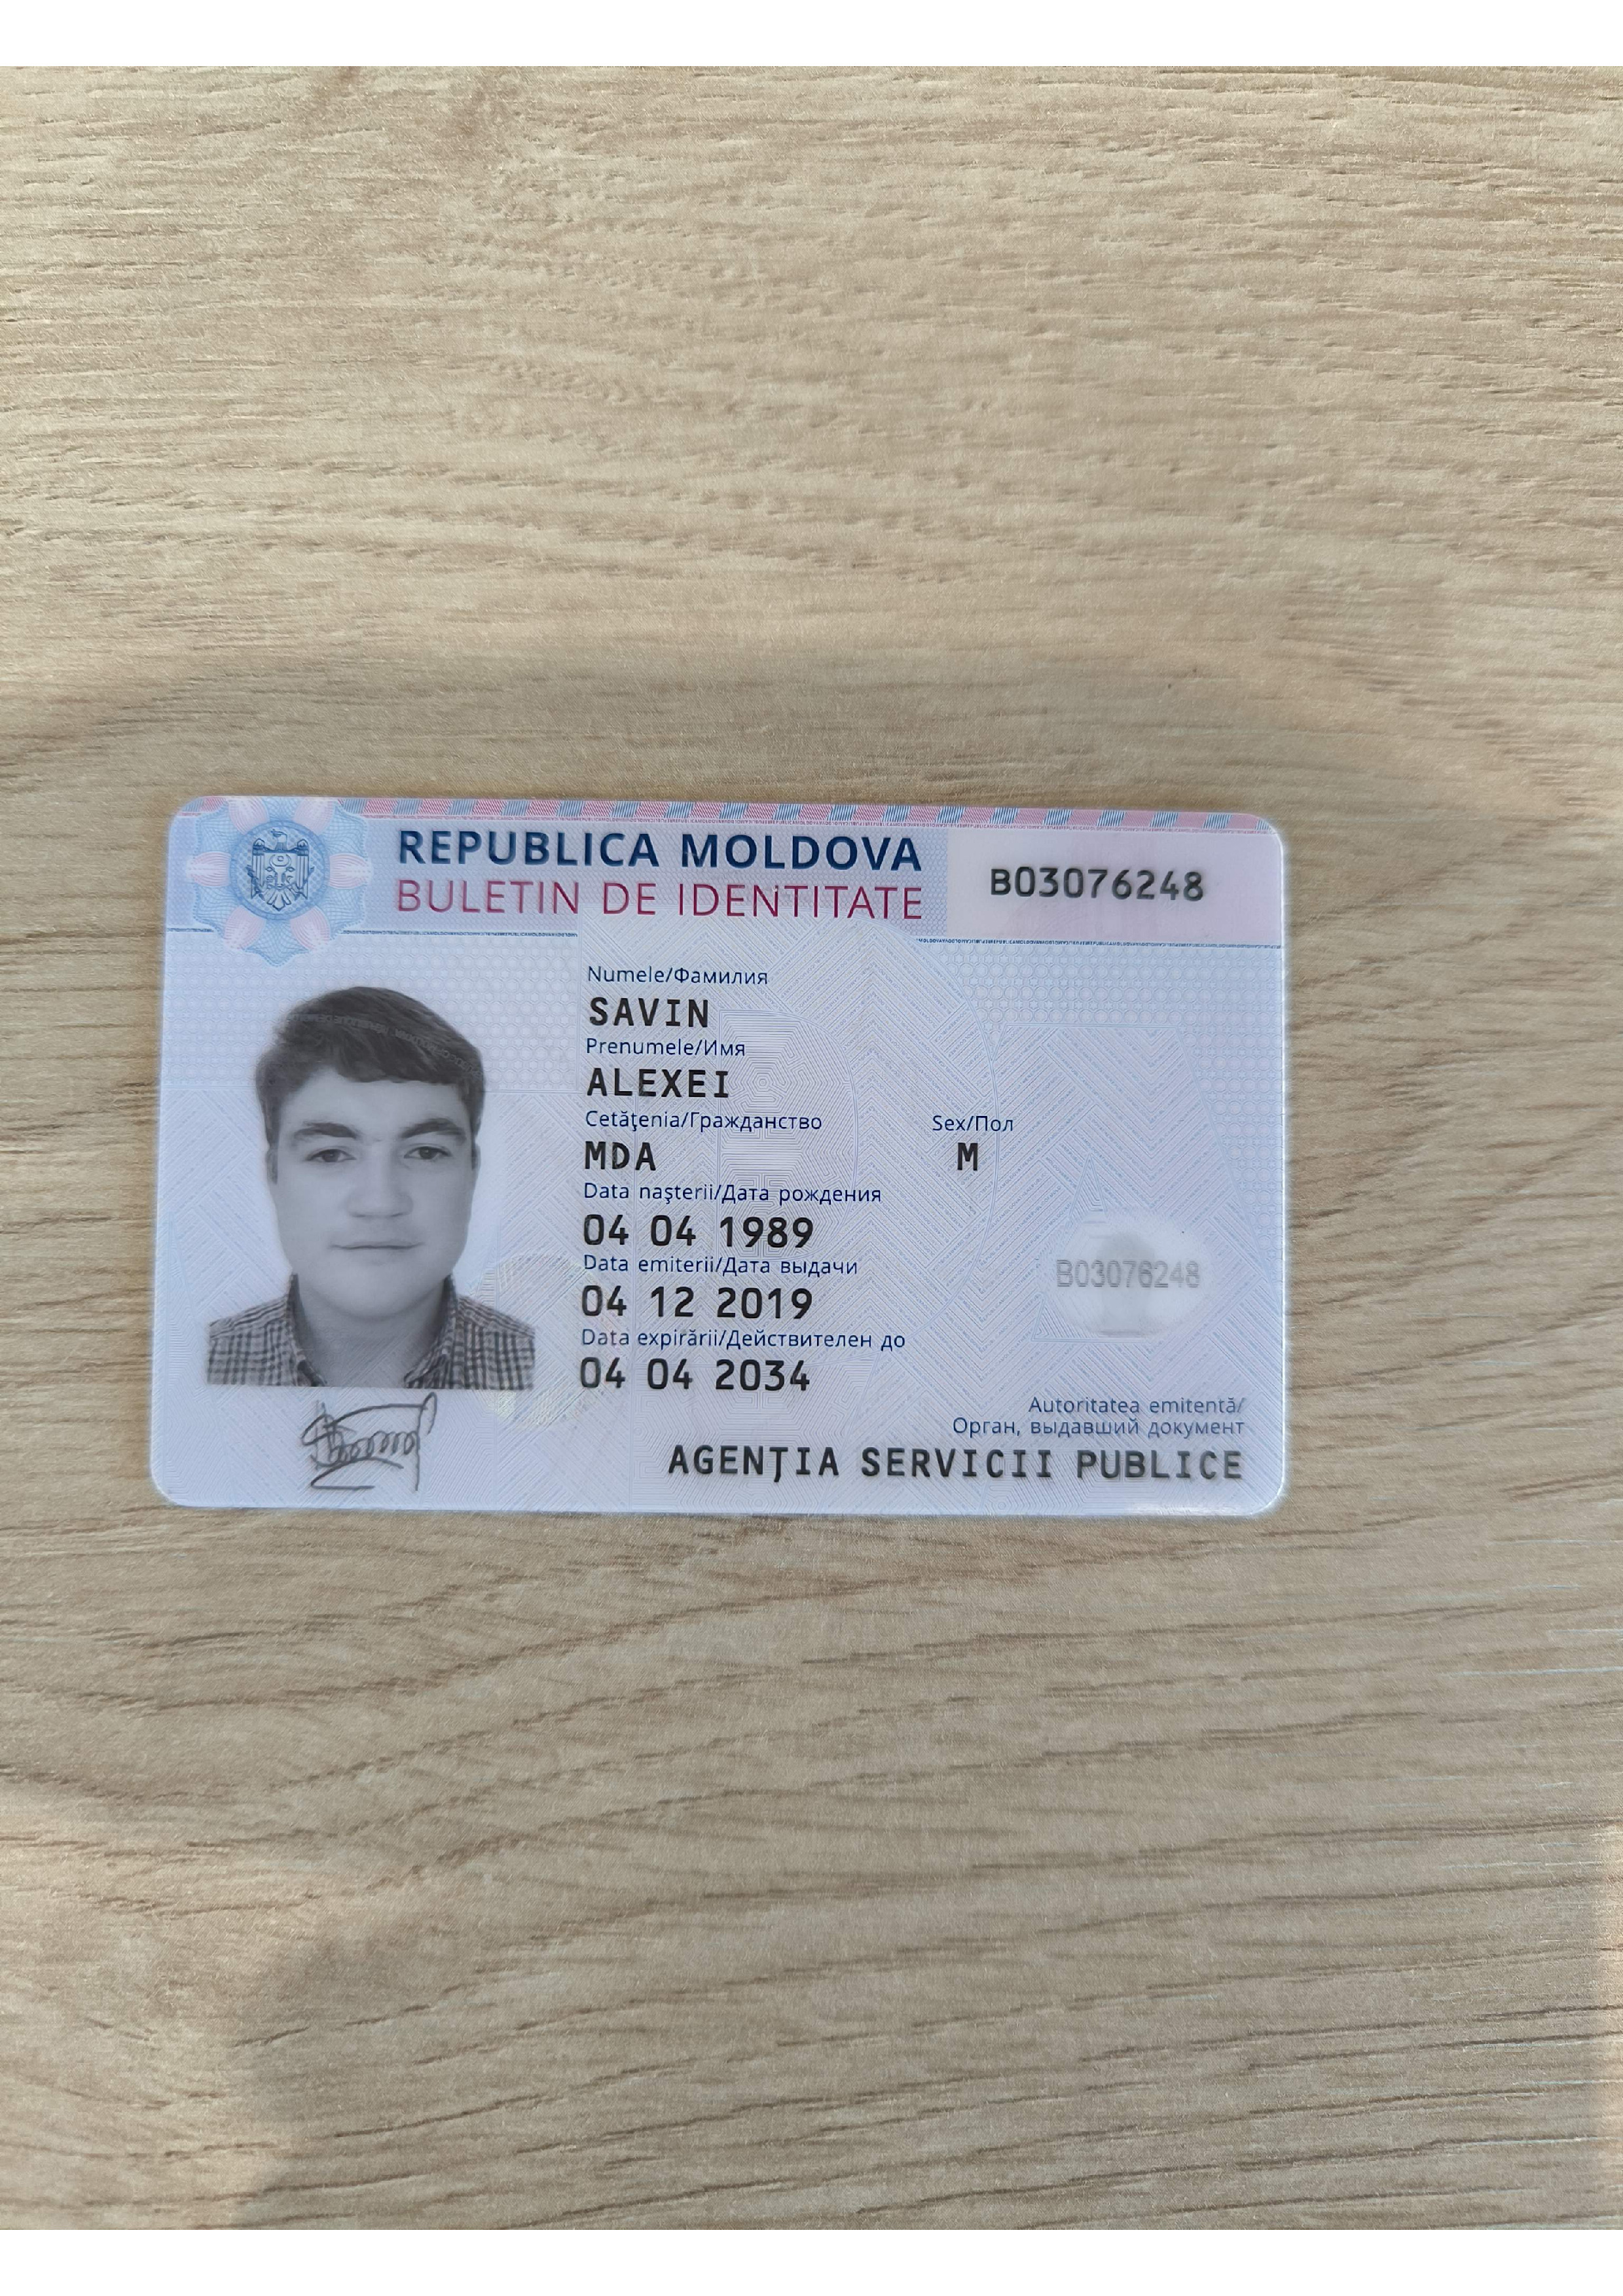 REPUBLICA MOLDOVA
BULETIN DE IDENTITATE
B03076248
Numele/Фамилия
SAVIN
Prenumele/Имя
ALEXEI
Cetăţenia/Гражданство
MDA
Sex/Пол
M
Data naşterii/Дата рождения
04 04 1989
Data emiterii/Дата выдачи
04 12 2019
Data expirării/Действителен до
04 04 2034
B03076248
Autoritatea emitentă/
Орган, выдавший документ
AGENŢIA SERVICII PUBLICE